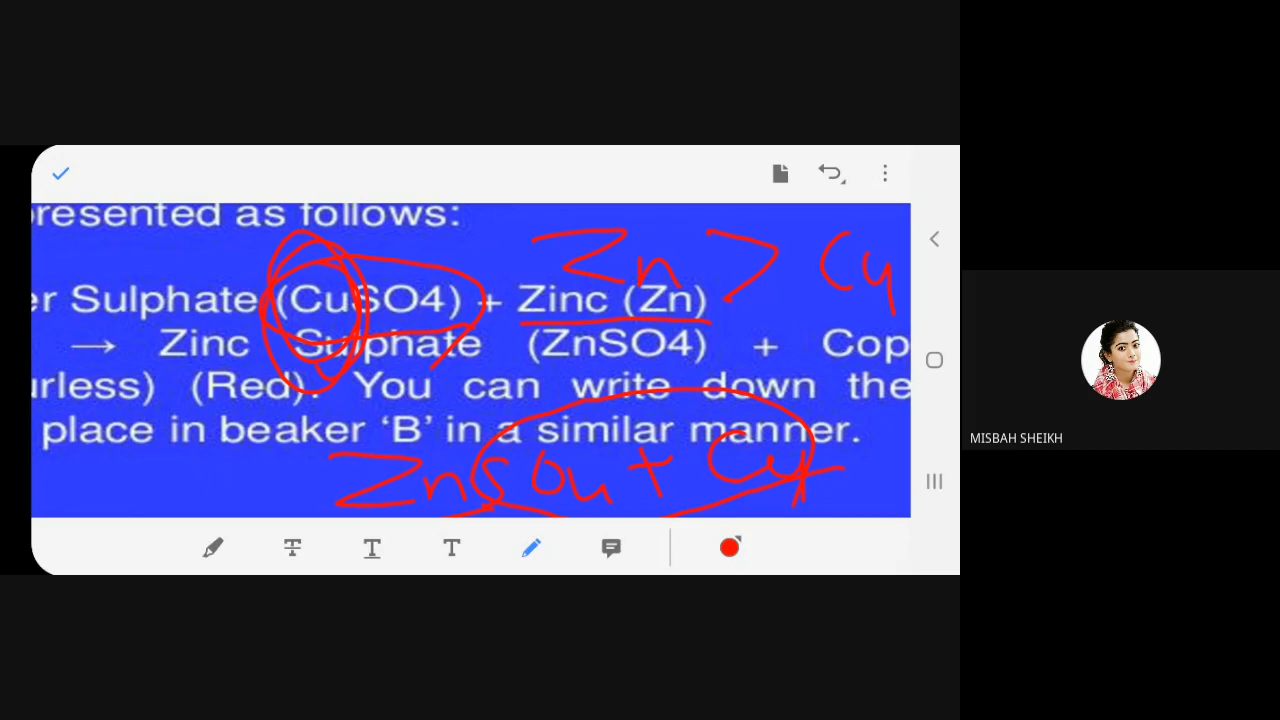 presented as follows:
Zn > Cu
er Sulphate (CuSO4) + Zinc (Zn)
→ Zinc Sulphate (ZnSO4) + Cop
urless) (Red). You can write down the
place in beaker ‘B’ in a similar manner.
ZnSO4 + Cu
MISBAH SHEIKH